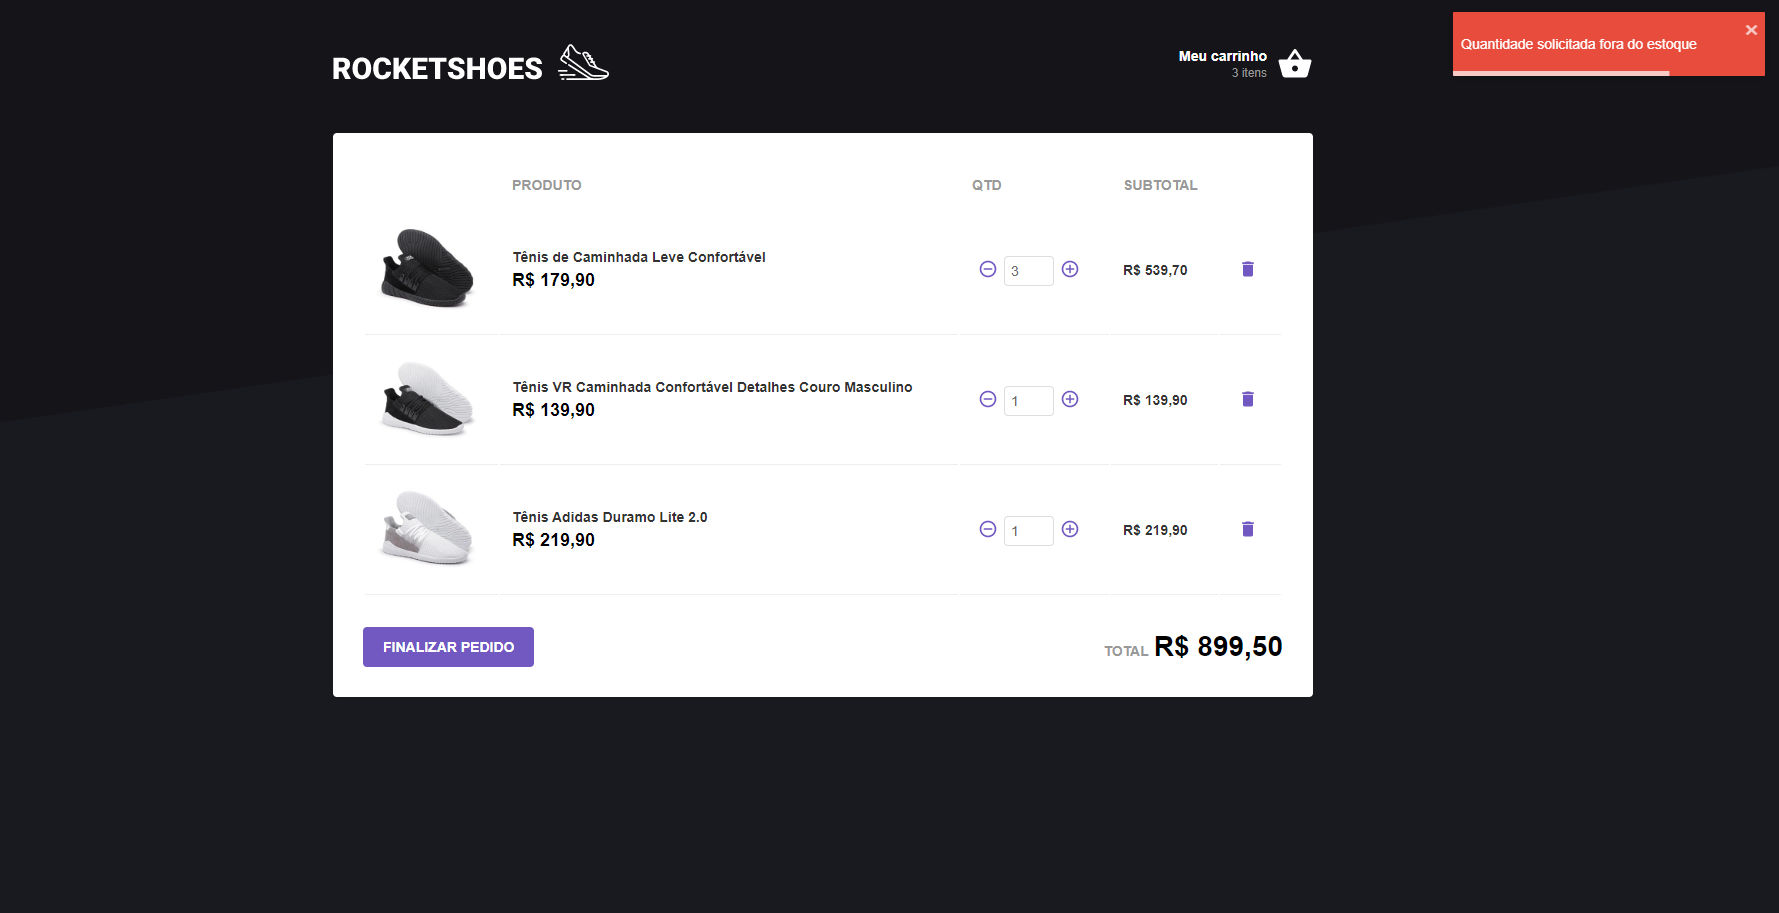 ROCKETSHOES
Meu carrinho
3 itens
Quantidade solicitada fora do estoque
PRODUTO QTD SUBTOTAL
Tênis de Caminhada Leve Confortável
R$ 179,90
3
R$ 539,70
Tênis VR Caminhada Confortável Detalhes Couro Masculino
R$ 139,90
1
R$ 139,90
Tênis Adidas Duramo Lite 2.0
R$ 219,90
1
R$ 219,90
FINALIZAR PEDIDO
TOTAL R$ 899,50